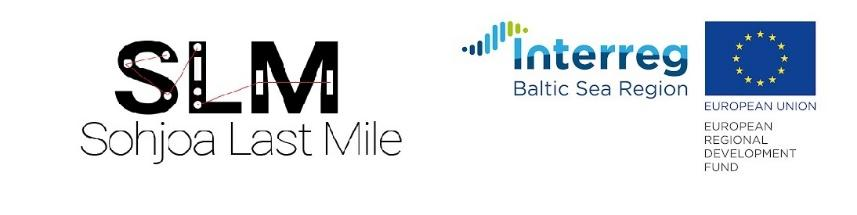 SLM
Sohjoa Last Mile
Interreg
Baltic Sea Region
EUROPEAN UNION
EUROPEAN
REGIONAL
DEVELOPMENT
FUND